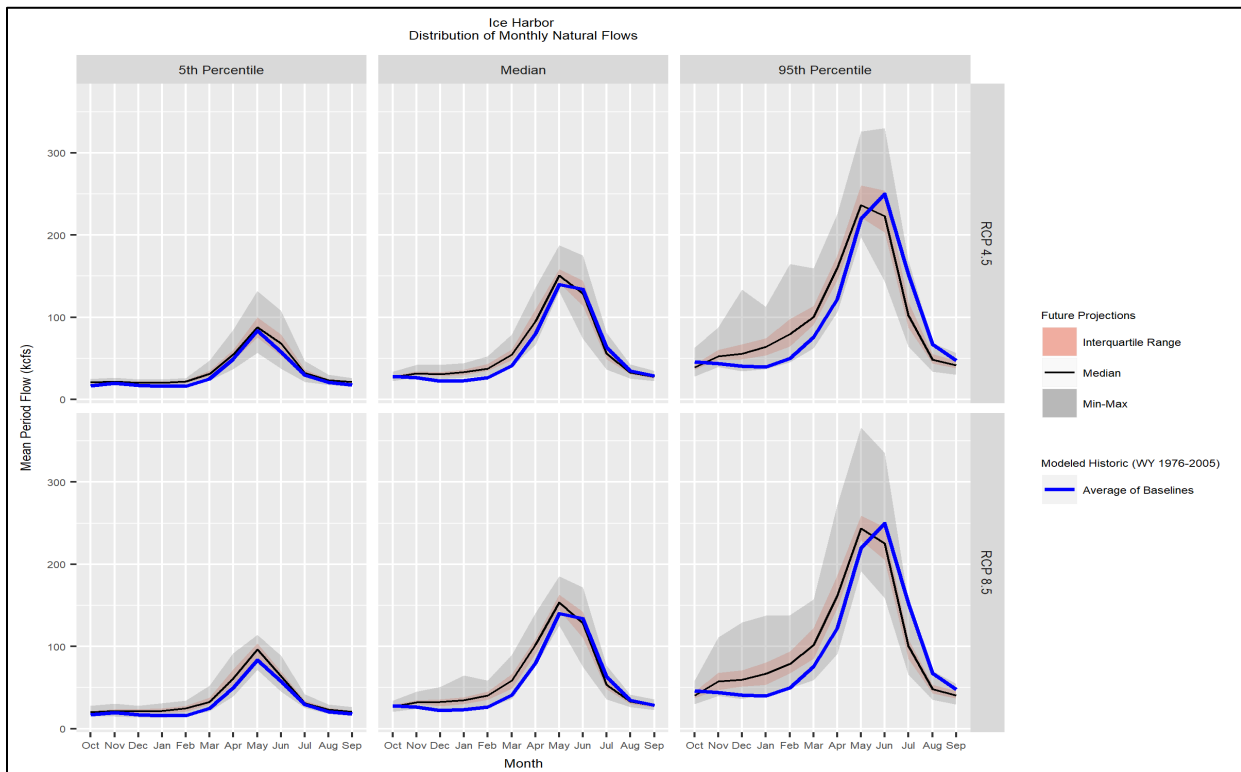 Ice Harbor
Distribution of Monthly Natural Flows
5th Percentile
Median
95th Percentile
Mean Period Flow (kcfs)
300
200
100
0
RCP 4.5
300
200
100
0
RCP 8.5
Oct Nov Dec Jan Feb Mar Apr May Jun Jul Aug Sep
Oct Nov Dec Jan Feb Mar Apr May Jun Jul Aug Sep
Oct Nov Dec Jan Feb Mar Apr May Jun Jul Aug Sep
Month
Future Projections
Interquartile Range
Median
Min-Max
Modeled Historic (WY 1976-2005)
Average of Baselines